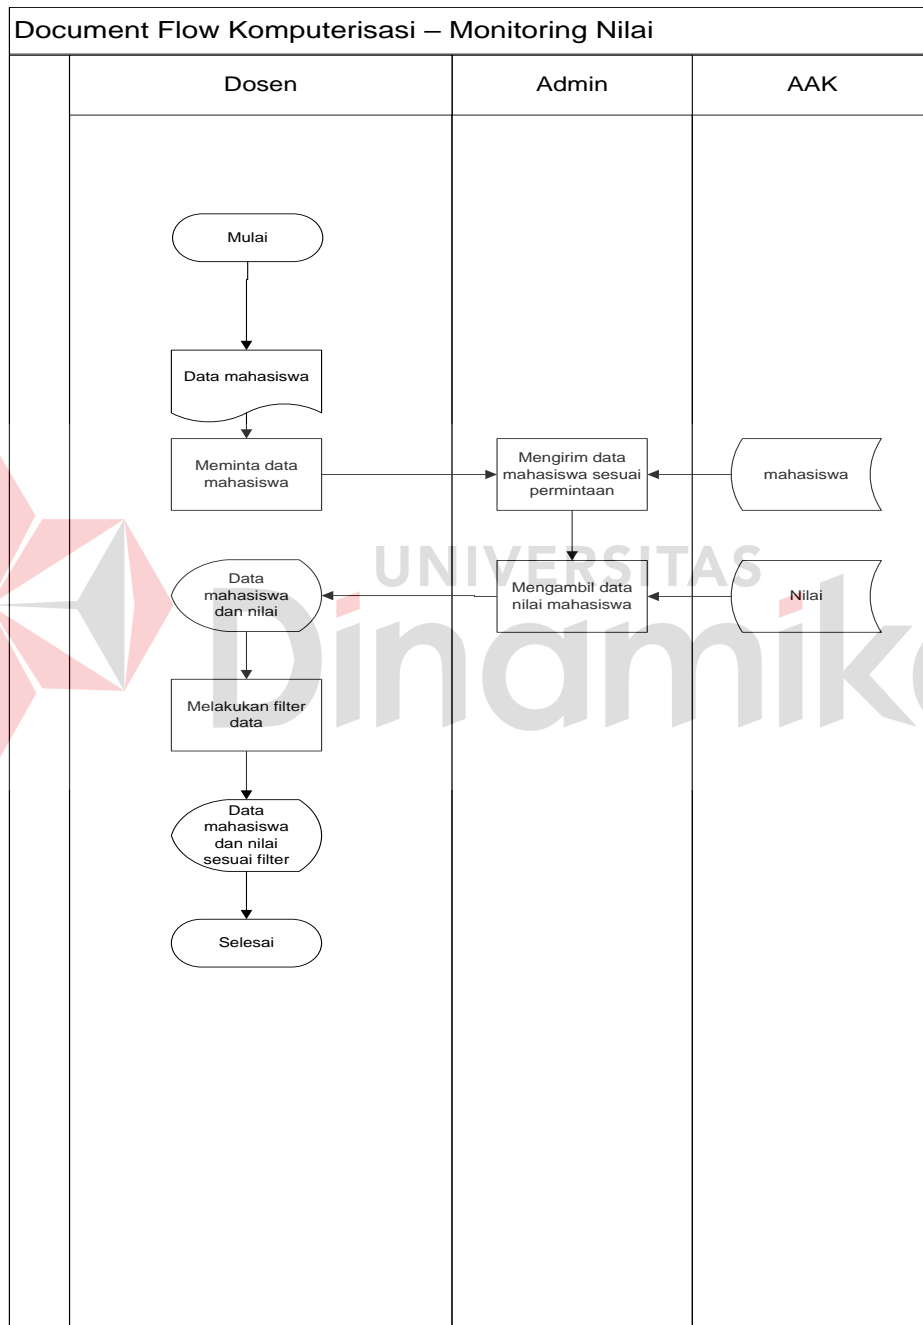 Document Flow Komputerisasi – Monitoring Nilai
Dosen
Admin
AAK
Mulai
Data mahasiswa
Meminta data
mahasiswa
Mengirim data
mahasiswa sesuai
permintaan
mahasiswa
Data
mahasiswa
dan nilai
Mengambil data
nilai mahasiswa
Nilai
UNIVERSITAS
Dinamika
Melakukan filter
data
Data
mahasiswa
dan nilai
sesuai filter
Selesai